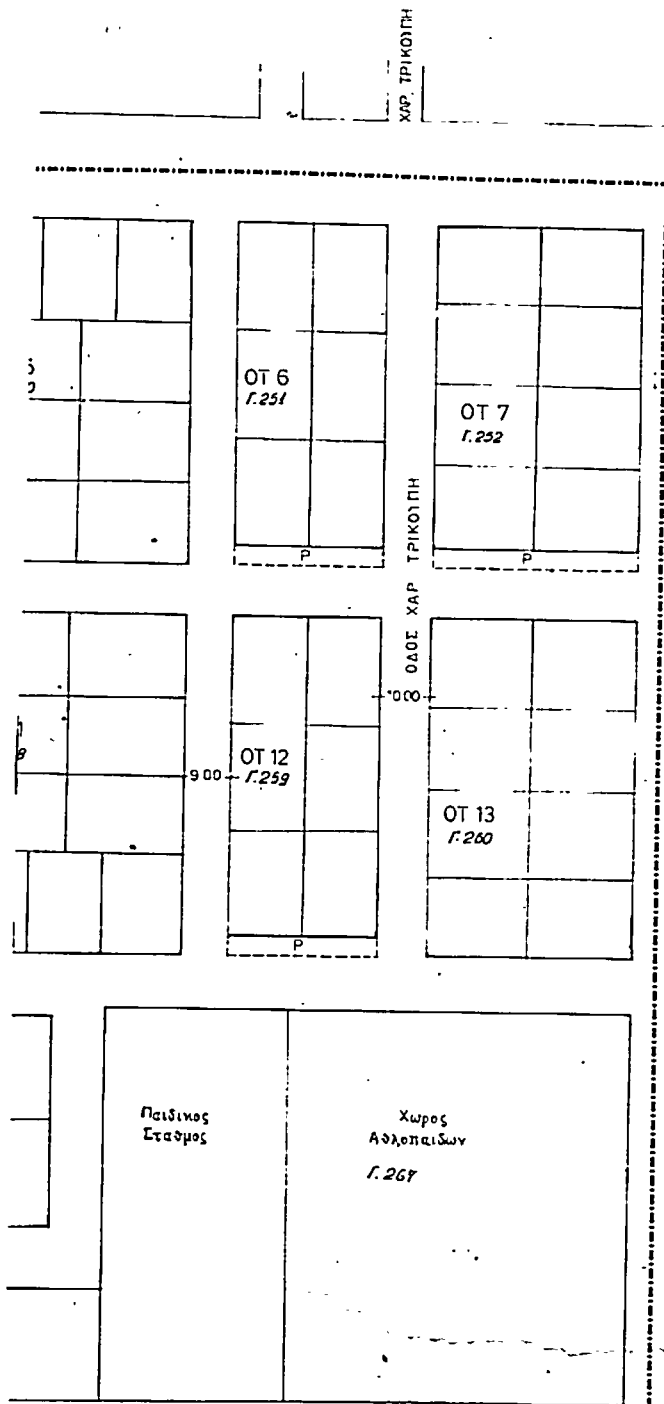 ΧΑΡ. ΤΡΙΚΟΥΠΗ
ΟΤ 6
Γ.251
ΟΤ 7
Γ.252
Ρ
Ρ
ΟΔΟΣ ΧΑΡ ΤΡΙΚΟΥΠΗ
ΟΤ 12
Γ.259
9 00
ΟΤ 13
Γ.260
Ρ
Παιδικος
Σταθμος
Χωρος
Αθλοπαιδων
Γ.267